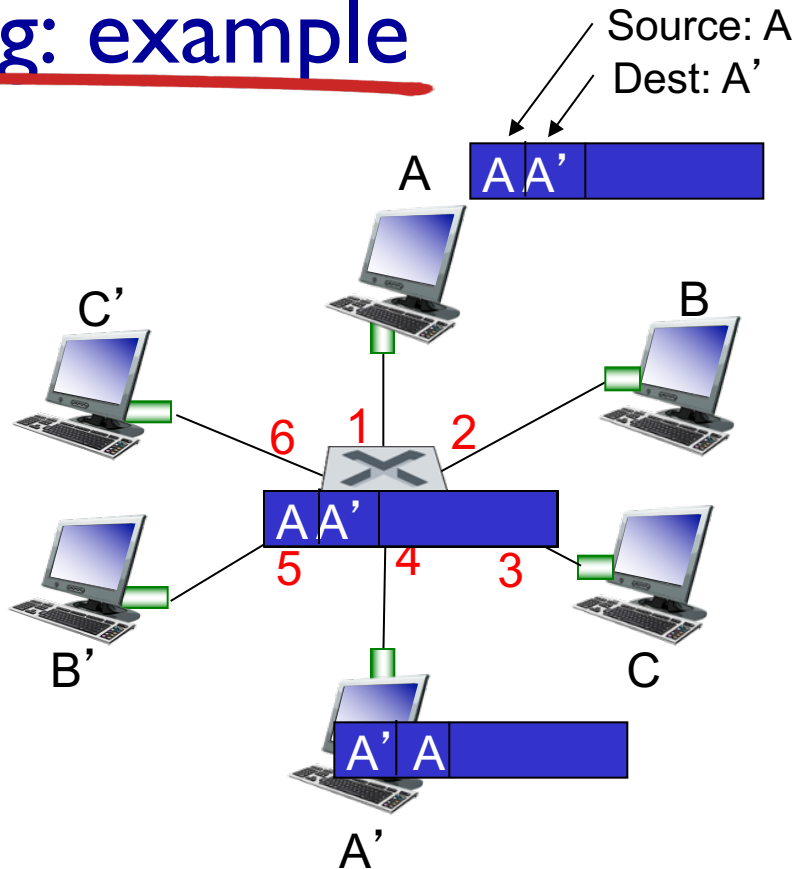 g: example
Source: A
Dest: A’
A
A A’
C’
B
6 1 2
A A’
5 4 3
B’
C
A’ A
A’